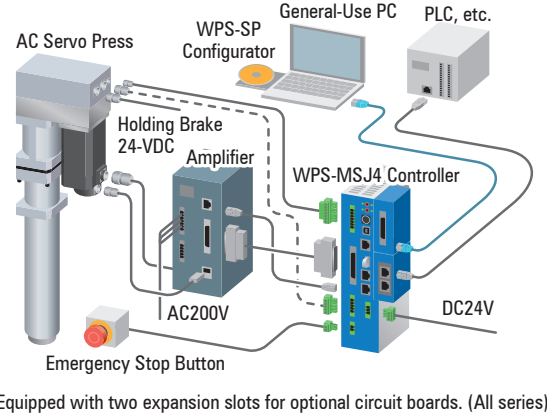 General-Use PC
PLC, etc.
WPS-SP
Configurator
AC Servo Press
Holding Brake
24-VDC
Amplifier
WPS-MSJ4 Controller
AC200V
DC24V
Emergency Stop Button
Equipped with two expansion slots for optional circuit boards. (All series)